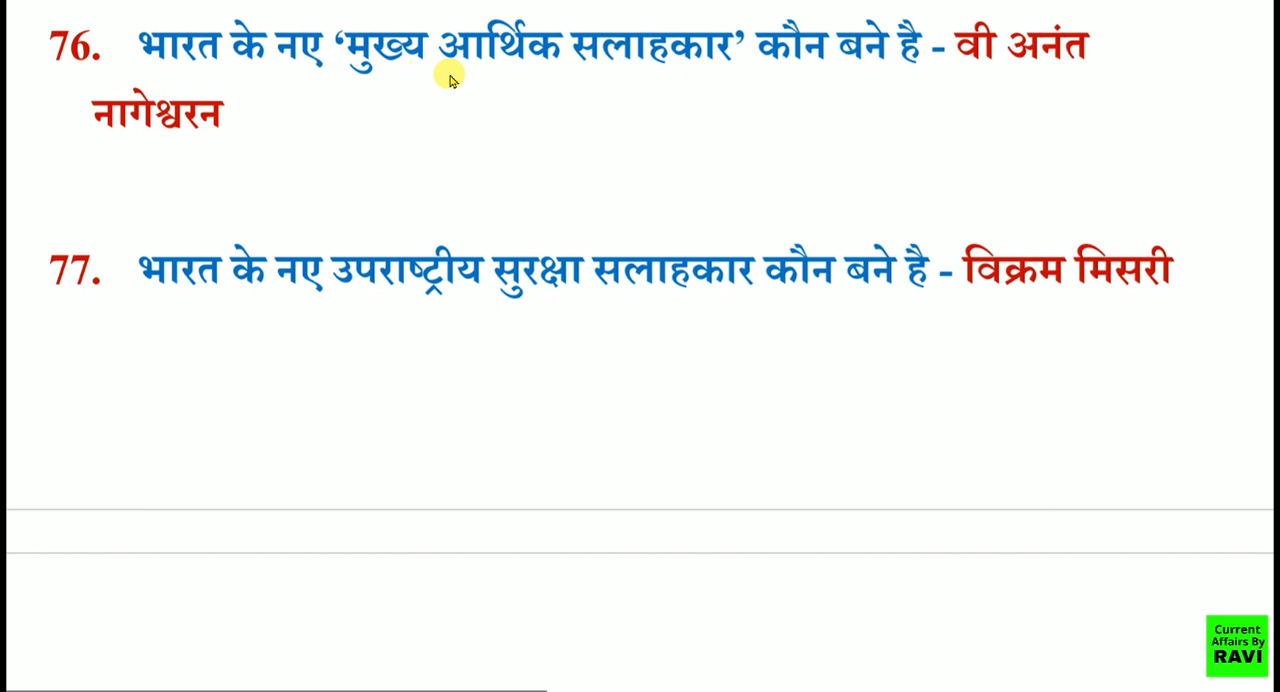 76. भारत के नए ‘मुख्य आर्थिक सलाहकार’ कौन बने है - वी अनंत
नागेश्वरन
77. भारत के नए उपराष्ट्रीय सुरक्षा सलाहकार कौन बने है - विक्रम मिसरी
Current
Affairs By
RAVI